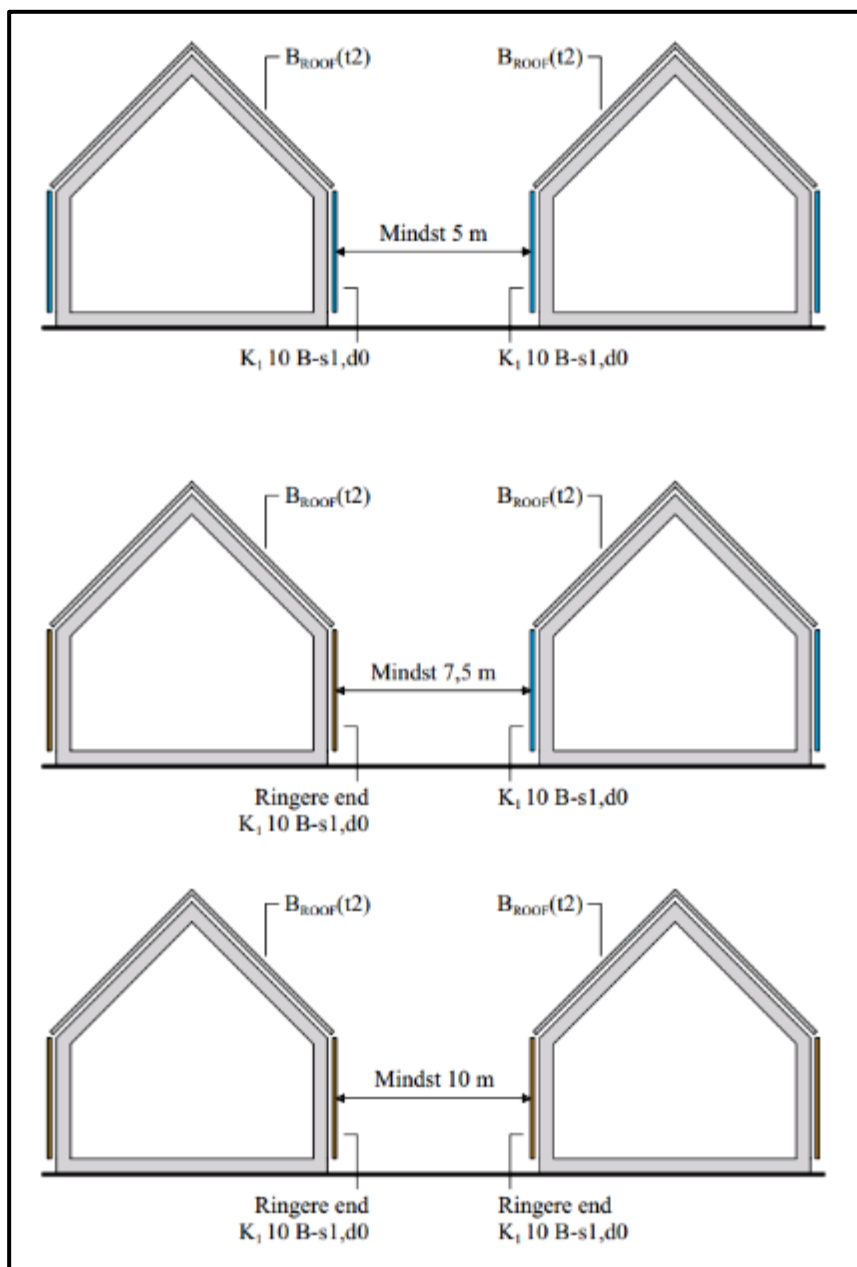 B_ROOF(t2)
B_ROOF(t2)
Mindst 5 m
K₁ 10 B-s1,d0
K₁ 10 B-s1,d0
B_ROOF(t2)
B_ROOF(t2)
Mindst 7,5 m
Ringere end
K₁ 10 B-s1,d0
K₁ 10 B-s1,d0
B_ROOF(t2)
B_ROOF(t2)
Mindst 10 m
Ringere end
K₁ 10 B-s1,d0
Ringere end
K₁ 10 B-s1,d0